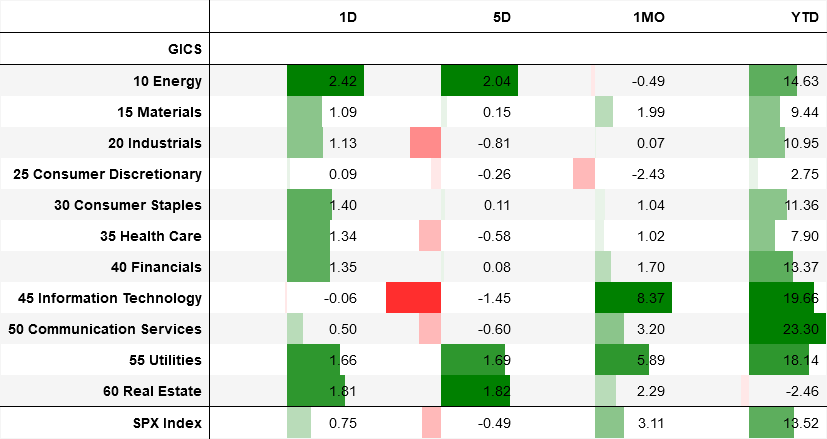 1D 5D 1MO YTD
GICS
10 Energy 2.42 2.04 -0.49 14.63
15 Materials 1.09 0.15 1.99 9.44
20 Industrials 1.13 -0.81 0.07 10.95
25 Consumer Discretionary 0.09 -0.26 -2.43 2.75
30 Consumer Staples 1.40 0.11 1.04 11.36
35 Health Care 1.34 -0.58 1.02 7.90
40 Financials 1.35 0.08 1.70 13.37
45 Information Technology -0.06 -1.45 8.37 19.66
50 Communication Services 0.50 -0.60 3.20 23.30
55 Utilities 1.66 1.69 5.89 18.14
60 Real Estate 1.81 1.82 2.29 -2.46
SPX Index 0.75 -0.49 3.11 13.52